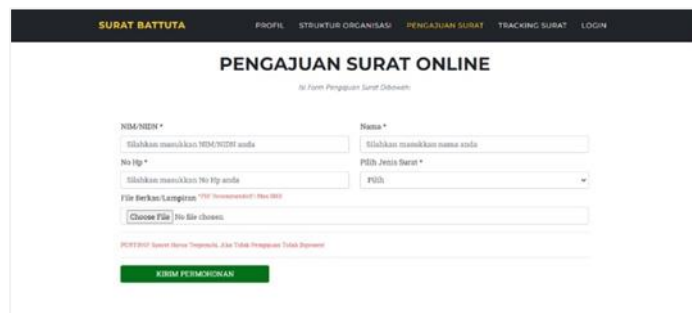 SURAT BATTUTA PROFIL STRUKTUR ORGANISASI PENGAJUAN SURAT TRACKING SURAT LOGIN
PENGAJUAN SURAT ONLINE
Isi Form Pengajuan Surat Dibawah:
NIM/NIDN * Nama *
Silahkan masukkan NIM/NIDN anda Silahkan masukkan nama anda
No Hp * Pilih Jenis Surat *
Silahkan masukkan No Hp anda Pilih
File Berkas/Lampiran
Choose File No file chosen
KIRIM PERMOHONAN